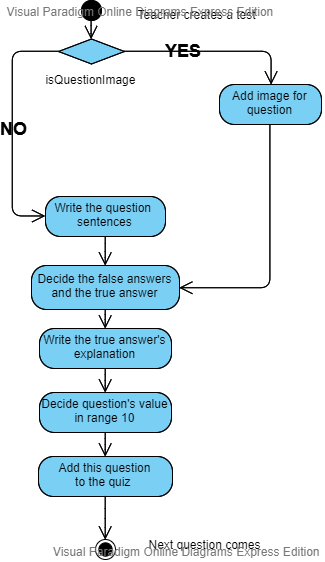 Visual Paradigm Online Diagrams Express Edition
Teacher creates a test
YES
isQuestionImage
Add image for
question
NO
Write the question
sentences
Decide the false answers
and the true answer
Write the true answer's
explanation
Decide question's value
in range 10
Add this question
to the quiz
Next question comes
Visual Paradigm Online Diagrams Express Edition